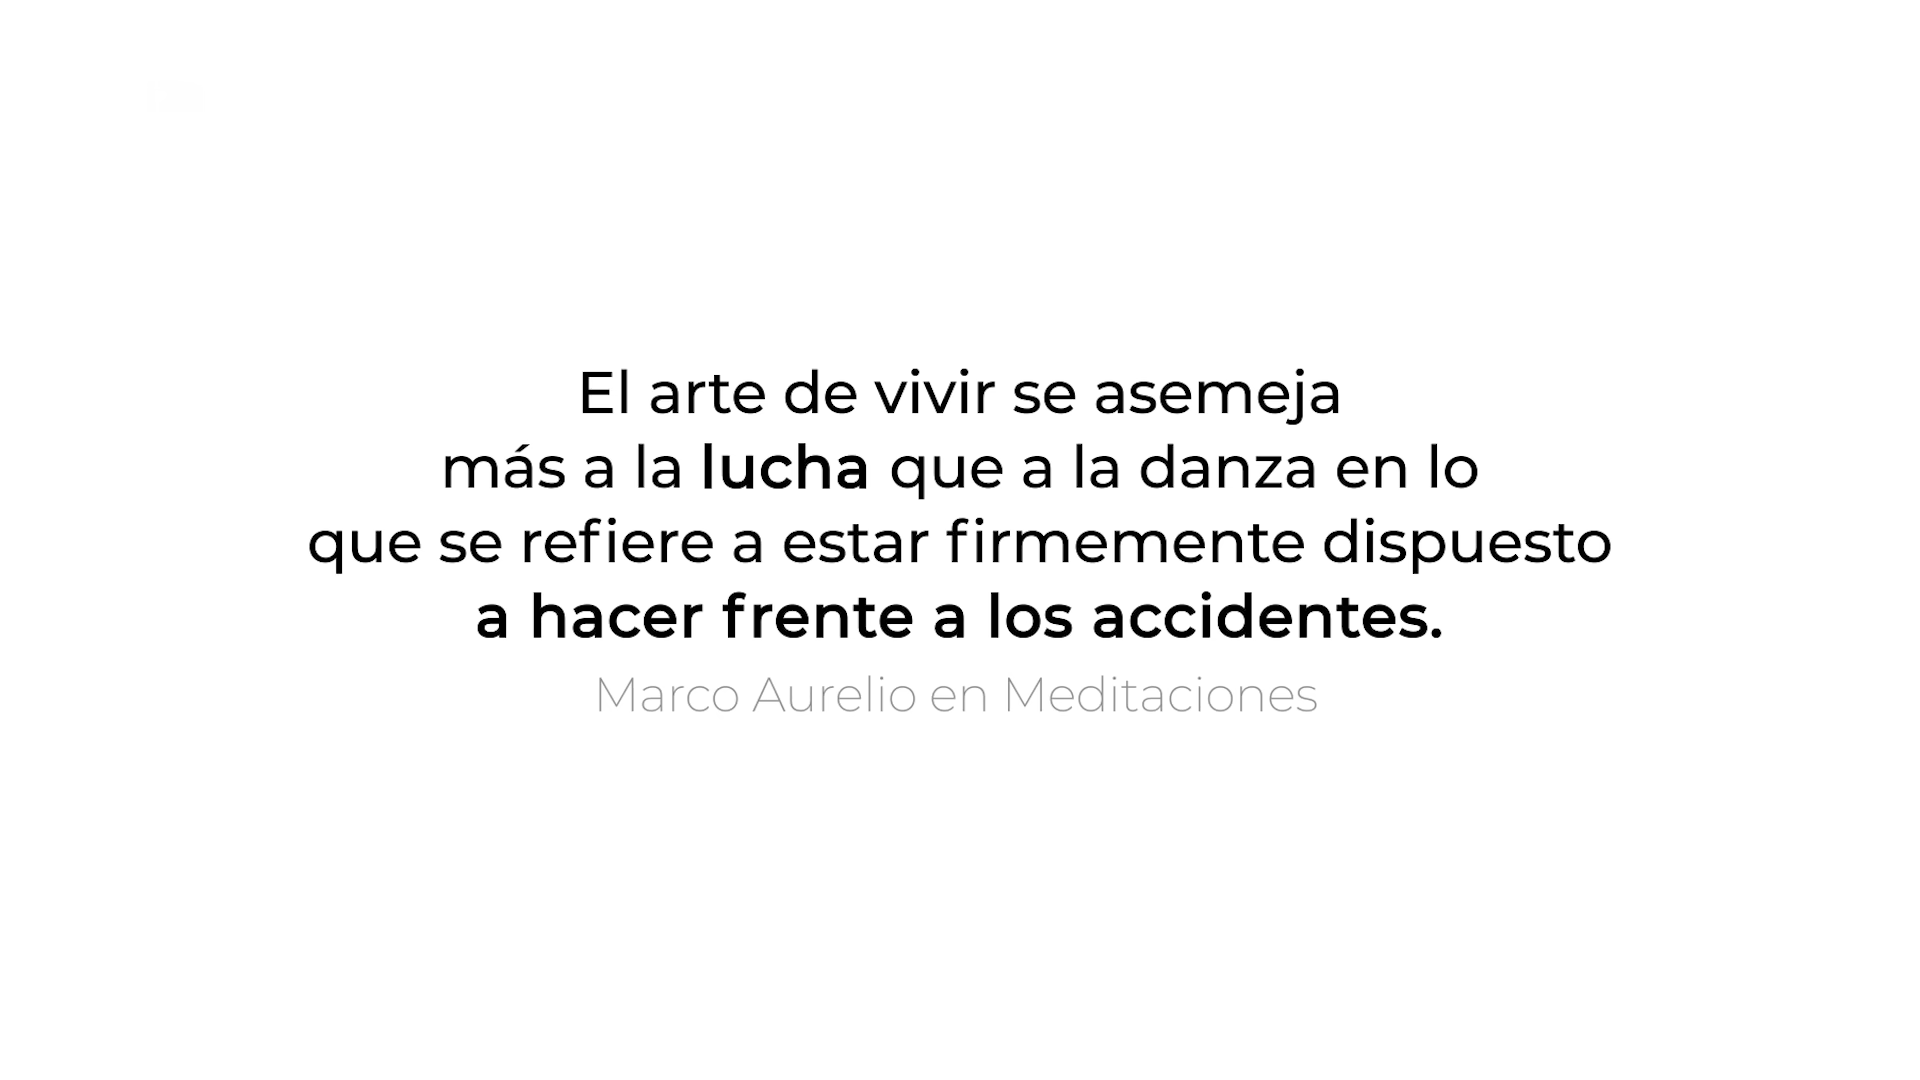 El arte de vivir se asemeja
más a la lucha que a la danza en lo
que se refiere a estar firmemente dispuesto
a hacer frente a los accidentes.
Marco Aurelio en Meditaciones